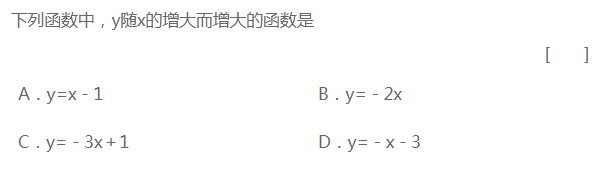 下列函数中，y随x的增大而增大的函数是
[　　]
A．y=x－1　　B．y=－2x
C．y=－3x＋1　　D．y=－x－3